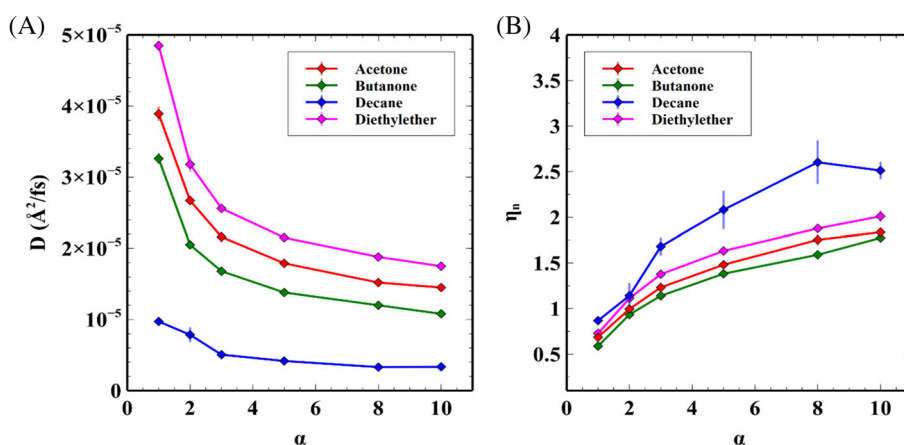 (A)
5×10⁻⁵
4×10⁻⁵
3×10⁻⁵
2×10⁻⁵
10⁻⁵
0
D (Å²/fs)
Acetone
Butanone
Decane
Diethylether
0 2 4 6 8 10
α
(B)
4
3.5
3
2.5
2
1.5
1
0.5
ηₙ
Acetone
Butanone
Decane
Diethylether
0 2 4 6 8 10
α